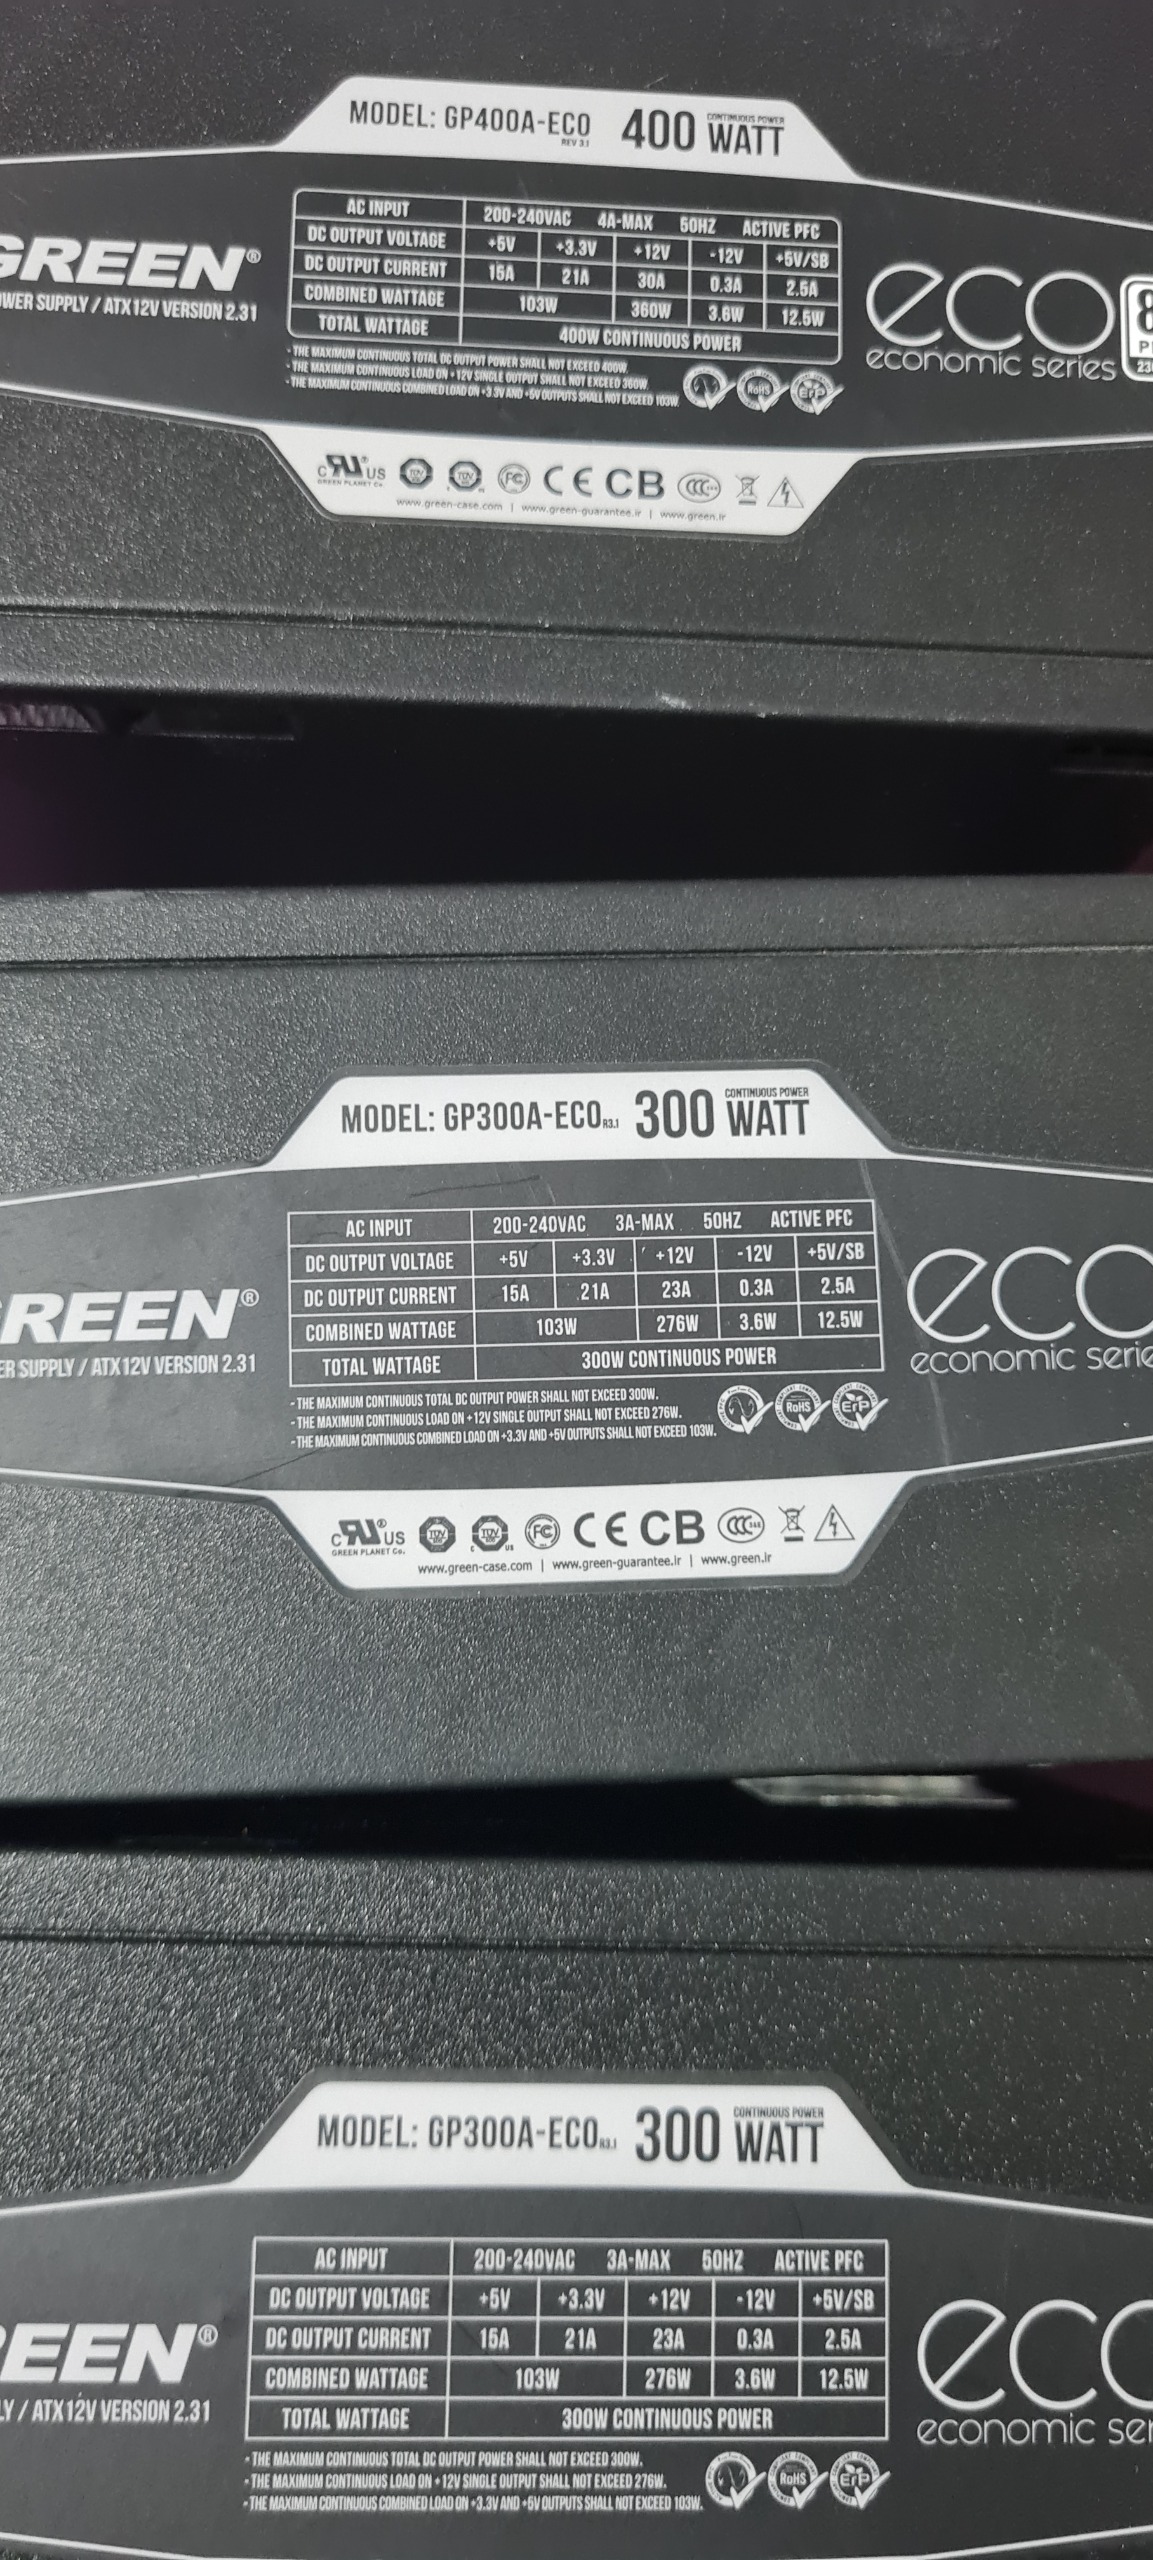 MODEL: GP400A-ECO 400 WATT CONTINUOUS POWER
REV 3.1
AC INPUT 200-240VAC 4A-MAX 50HZ ACTIVE PFC
DC OUTPUT VOLTAGE +5V +3.3V +12V -12V +5V/SB
DC OUTPUT CURRENT 15A 21A 30A 0.3A 2.5A
COMBINED WATTAGE 103W 360W 3.6W 12.5W
TOTAL WATTAGE 400W CONTINUOUS POWER
GREEN®
POWER SUPPLY / ATX12V VERSION 2.31
eco
economic series
- THE MAXIMUM CONTINUOUS TOTAL DC OUTPUT POWER SHALL NOT EXCEED 400W.
- THE MAXIMUM CONTINUOUS LOAD ON +12V SINGLE OUTPUT SHALL NOT EXCEED 360W.
- THE MAXIMUM CONTINUOUS COMBINED LOAD ON +3.3V AND +5V OUTPUTS SHALL NOT EXCEED 103W.
RoHS ErP
c RU® US TUV TUV FC CE CB CCC
GREEN PLANET Co.
www.green-case.com | www.green-guarantee.ir | www.green.ir
MODEL: GP300A-ECO R3.1 300 WATT CONTINUOUS POWER
AC INPUT 200-240VAC 3A-MAX 50HZ ACTIVE PFC
DC OUTPUT VOLTAGE +5V +3.3V +12V -12V +5V/SB
DC OUTPUT CURRENT 15A 21A 23A 0.3A 2.5A
COMBINED WATTAGE 103W 276W 3.6W 12.5W
TOTAL WATTAGE 300W CONTINUOUS POWER
REEN®
ER SUPPLY / ATX12V VERSION 2.31
eco
economic serie
- THE MAXIMUM CONTINUOUS TOTAL DC OUTPUT POWER SHALL NOT EXCEED 300W.
- THE MAXIMUM CONTINUOUS LOAD ON +12V SINGLE OUTPUT SHALL NOT EXCEED 276W.
- THE MAXIMUM CONTINUOUS COMBINED LOAD ON +3.3V AND +5V OUTPUTS SHALL NOT EXCEED 103W.
RoHS ErP
c RU® US TUV TUV FC CE CB CCC
GREEN PLANET Co.
www.green-case.com | www.green-guarantee.ir | www.green.ir
MODEL: GP300A-ECO R3.1 300 WATT CONTINUOUS POWER
AC INPUT 200-240VAC 3A-MAX 50HZ ACTIVE PFC
DC OUTPUT VOLTAGE +5V +3.3V +12V -12V +5V/SB
DC OUTPUT CURRENT 15A 21A 23A 0.3A 2.5A
COMBINED WATTAGE 103W 276W 3.6W 12.5W
TOTAL WATTAGE 300W CONTINUOUS POWER
EEN®
LY / ATX12V VERSION 2.31
ec
economic ser
- THE MAXIMUM CONTINUOUS TOTAL DC OUTPUT POWER SHALL NOT EXCEED 300W.
- THE MAXIMUM CONTINUOUS LOAD ON +12V SINGLE OUTPUT SHALL NOT EXCEED 276W.
- THE MAXIMUM CONTINUOUS COMBINED LOAD ON +3.3V AND +5V OUTPUTS SHALL NOT EXCEED 103W.
RoHS ErP